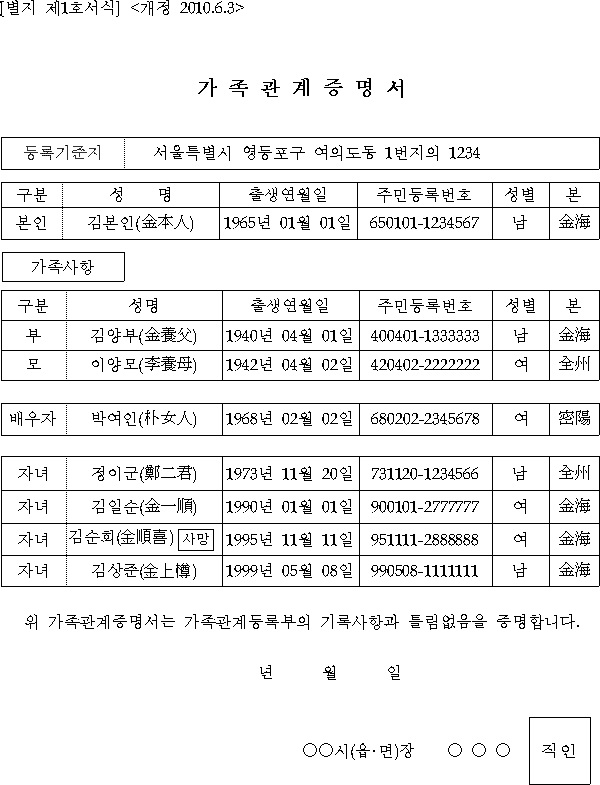 [별지 제1호서식] <개정 2010.6.3>
가 족 관 계 증 명 서
등록기준지 서울특별시 영등포구 여의도동 1번지의 1234
구분 성 명 출생연월일 주민등록번호 성별 본
본인 김본인(金本人) 1965년 01월 01일 650101-1234567 남 金海
가족사항
구분 성명 출생연월일 주민등록번호 성별 본
부 김양부(金養父) 1940년 04월 01일 400401-1333333 남 金海
모 이양모(李養母) 1942년 04월 02일 420402-2222222 여 全州
배우자 박여인(朴女人) 1968년 02월 02일 680202-2345678 여 密陽
자녀 정이군(鄭二君) 1973년 11월 20일 731120-1234566 남 全州
자녀 김일순(金一順) 1990년 01월 01일 900101-2777777 여 金海
자녀 김순희(金順喜) 사망 1995년 11월 11일 951111-2888888 여 金海
자녀 김상준(金上樽) 1999년 05월 08일 990508-1111111 남 金海
위 가족관계증명서는 가족관계등록부의 기록사항과 틀림없음을 증명합니다.
년 월 일
○○시(읍·면)장 ○ ○ ○ 직인